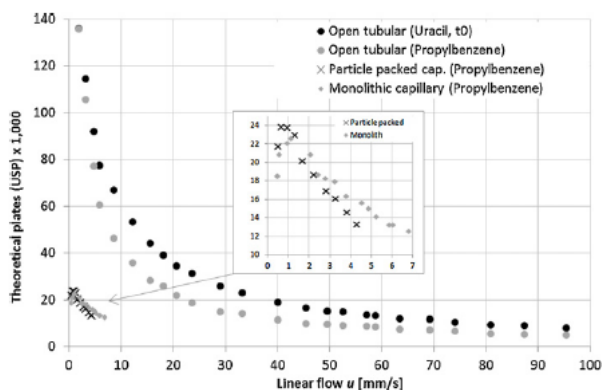 Theoretical plates (USP) x 1,000
140
120
100
80
60
40
20
0
0 10 20 30 40 50 60 70 80 90 100
Linear flow u [mm/s]
Open tubular (Uracil, t0)
Open tubular (Propylbenzene)
Particle packed cap. (Propylbenzene)
Monolithic capillary (Propylbenzene)
Particle packed
Monolith
24
22
20
18
16
14
12
10
0 1 2 3 4 5 6 7